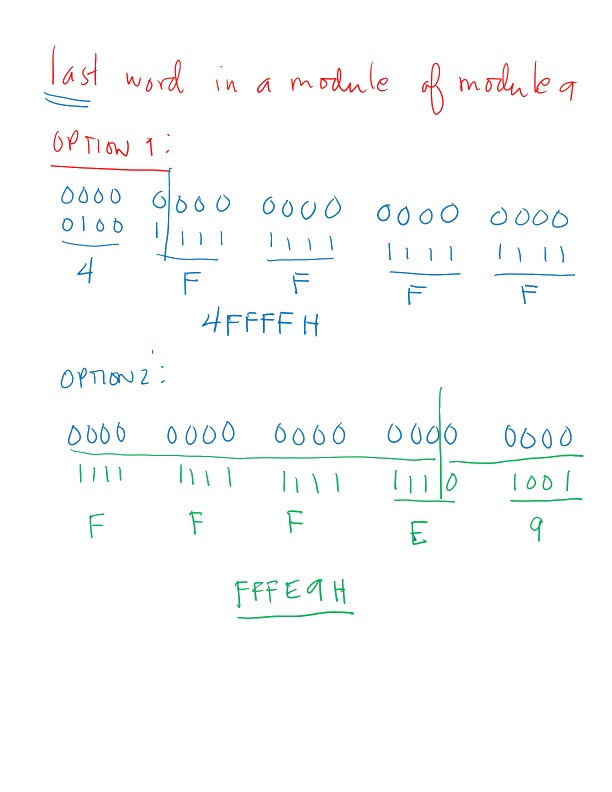 last word in a module of module 9
OPTION 1:
0000 0000 0000 0000 0000
0100 1111 1111 1111 1111
4 F F F F
4FFFFH
OPTION 2:
0000 0000 0000 0000 0000
1111 1111 1111 1110 1001
F F F E 9
FFFE9H